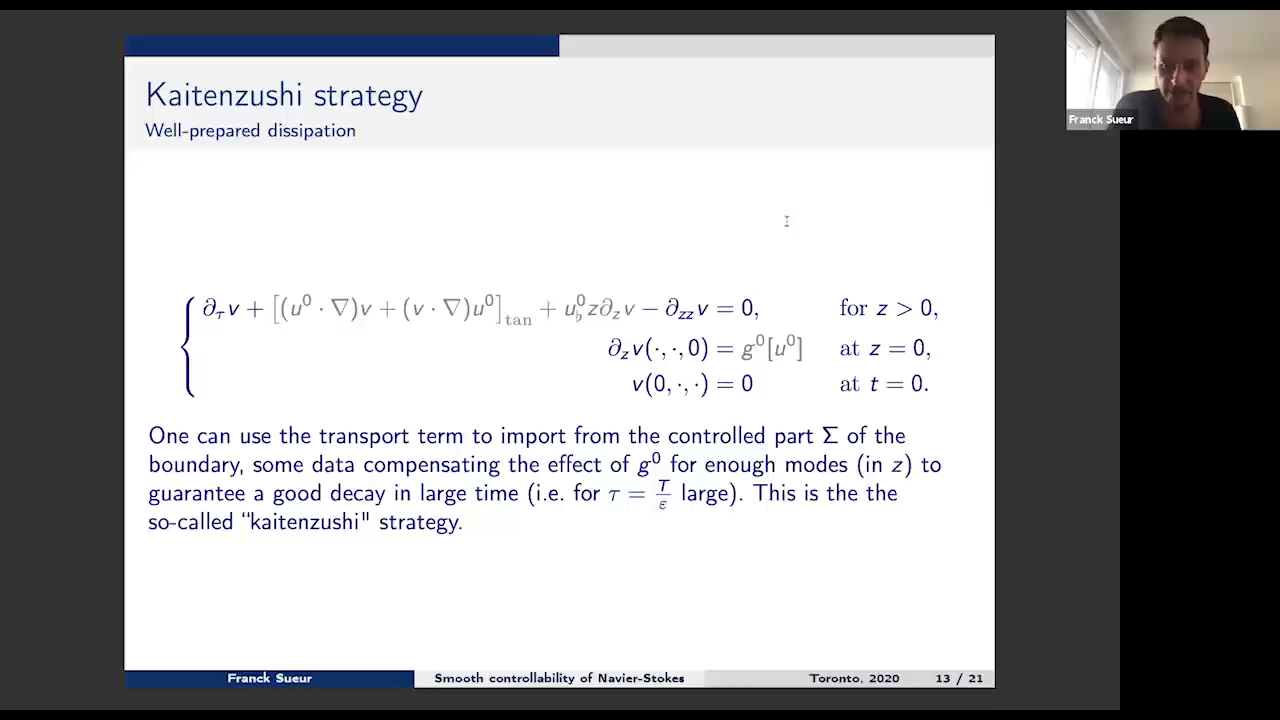 Kaitenzushi strategy
Well-prepared dissipation
Franck Sueur
∂_τ v + [(u^0 · ∇)v + (v · ∇)u^0]_tan + u^0_♭ z∂_z v − ∂_zz v = 0, for z > 0,
∂_z v(·, ·, 0) = g^0[u^0] at z = 0,
v(0, ·, ·) = 0 at t = 0.
One can use the transport term to import from the controlled part Σ of the
boundary, some data compensating the effect of g^0 for enough modes (in z) to
guarantee a good decay in large time (i.e. for τ = T/ε large). This is the the
so-called “kaitenzushi" strategy.
Franck Sueur Smooth controllability of Navier-Stokes Toronto, 2020 13 / 21